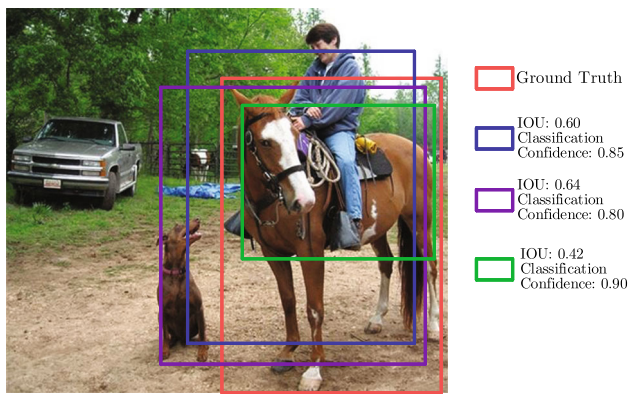 Ground Truth
IOU: 0.60
Classification
Confidence: 0.85
IOU: 0.64
Classification
Confidence: 0.80
IOU: 0.42
Classification
Confidence: 0.90